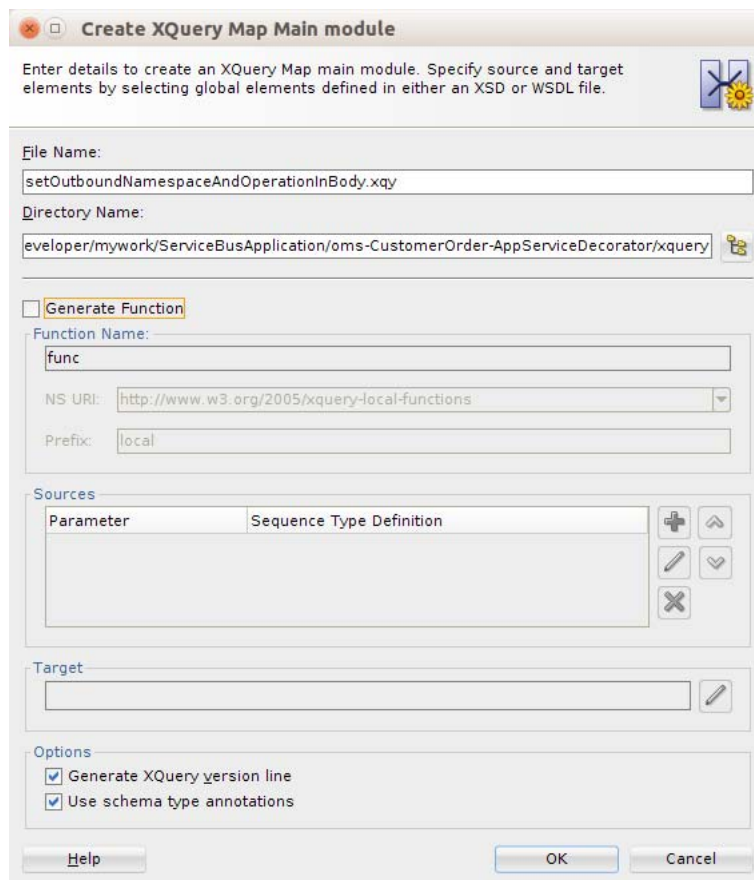 Create XQuery Map Main module
Enter details to create an XQuery Map main module. Specify source and target
elements by selecting global elements defined in either an XSD or WSDL file.
File Name:
setOutboundNamespaceAndOperationInBody.xqy
Directory Name:
eveloper/mywork/ServiceBusApplication/oms-CustomerOrder-AppServiceDecorator/xquery
Generate Function
Function Name:
func
NS URI: http://www.w3.org/2005/xquery-local-functions
Prefix: local
Sources
Parameter Sequence Type Definition
Target
Options
Generate XQuery version line
Use schema type annotations
Help OK Cancel